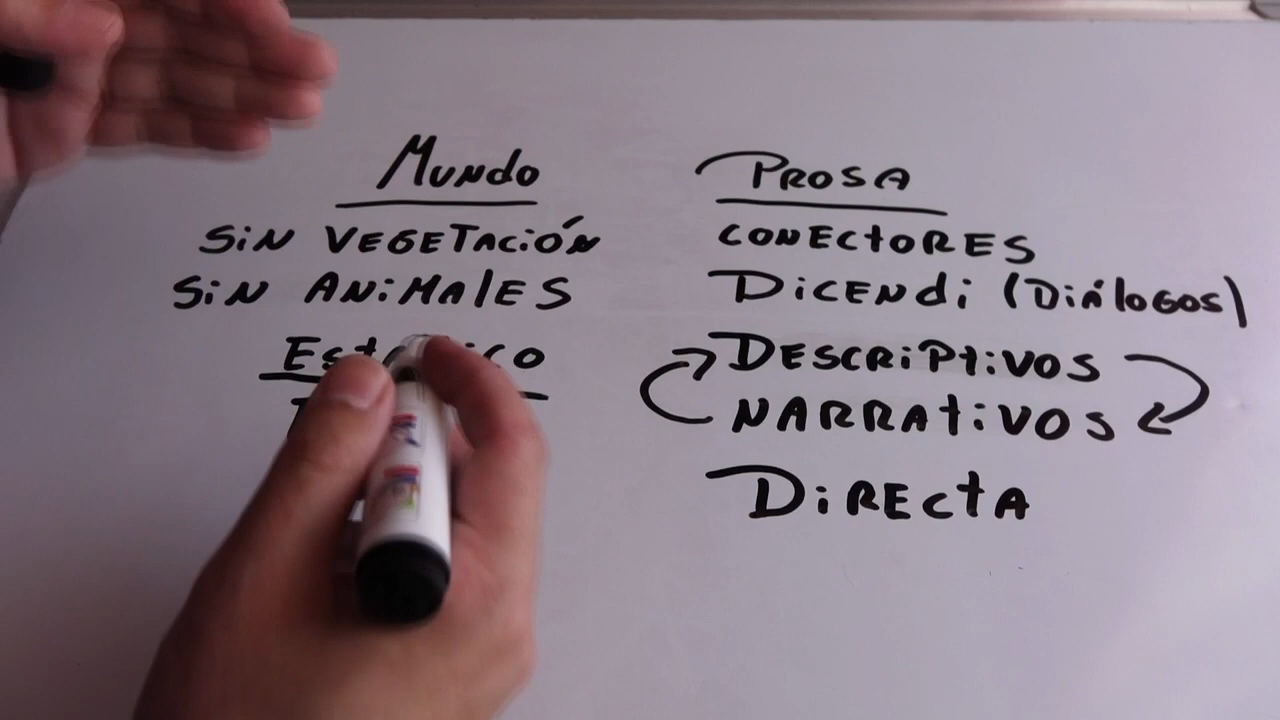 Mundo
SiN VEGETACiÓN
SiN ANiMAlES
PROSA
CONECTORES
DiCENdi (DiÁlOGOS)
DESCRiPtiVOS
NARRAtiVOS
DiRECtA